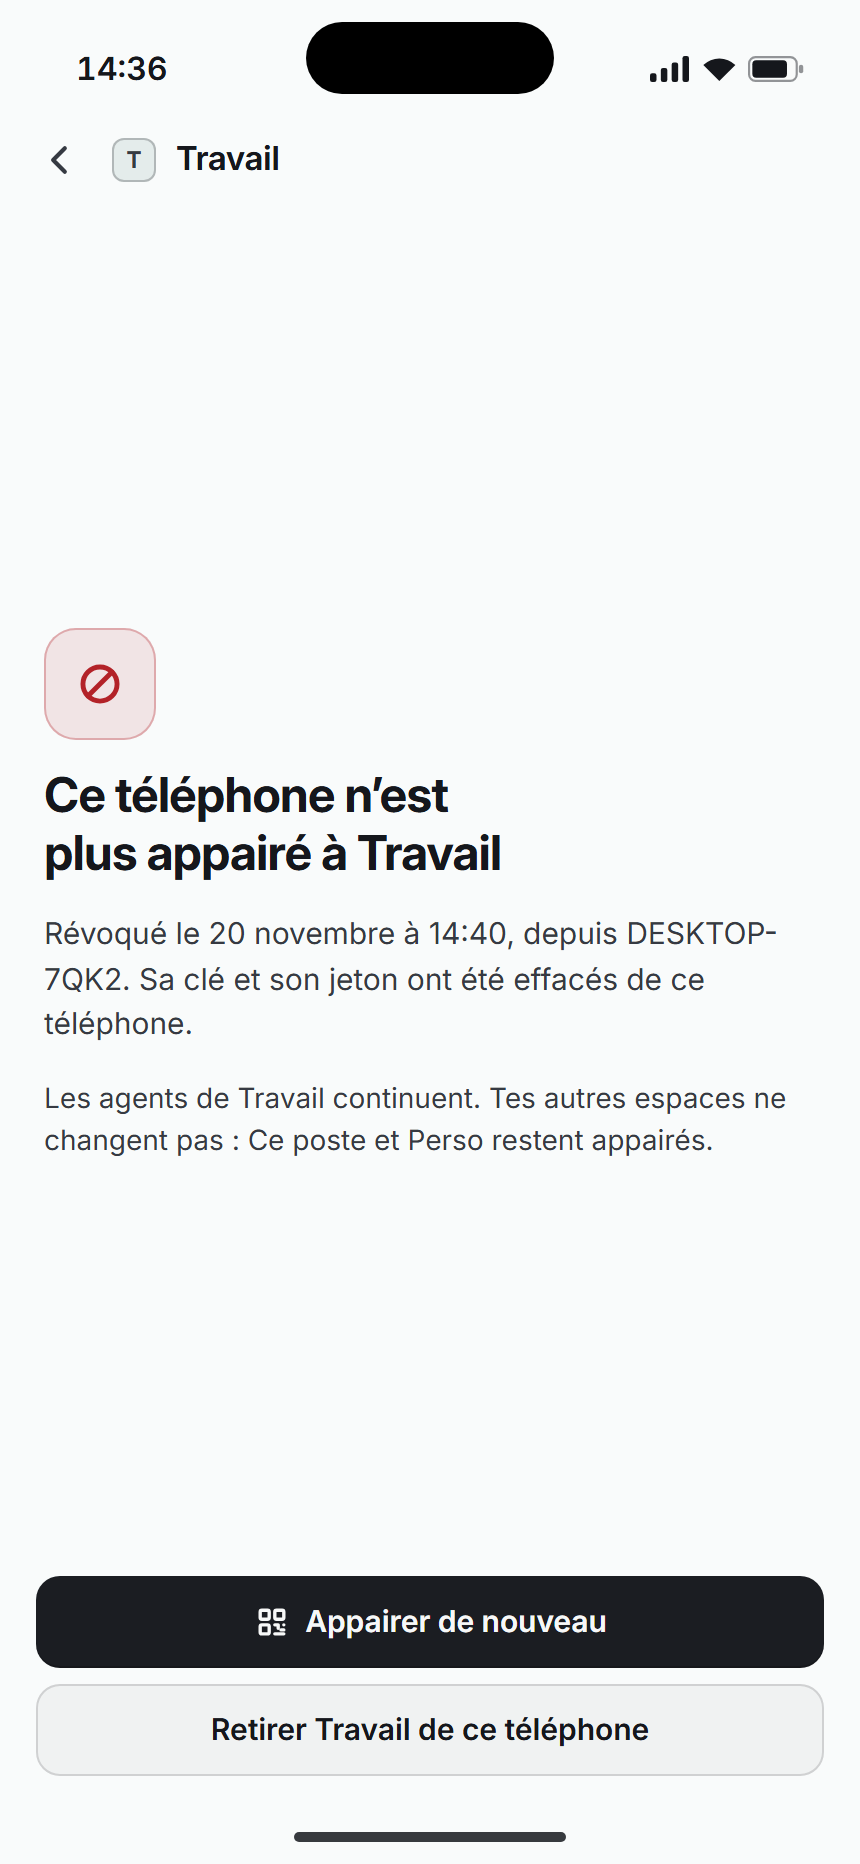 14:36
T Travail
Ce téléphone n’est
plus appairé à Travail
Révoqué le 20 novembre à 14:40, depuis DESKTOP-
7QK2. Sa clé et son jeton ont été effacés de ce
téléphone.
Les agents de Travail continuent. Tes autres espaces ne
changent pas : Ce poste et Perso restent appairés.
Appairer de nouveau
Retirer Travail de ce téléphone